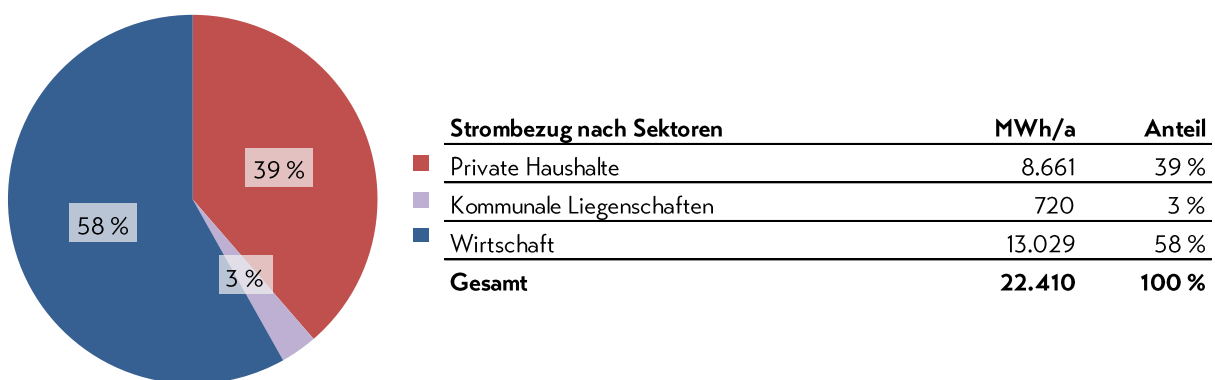 39 %
58 %
3 %
Strombezug nach Sektoren MWh/a Anteil
Private Haushalte 8.661 39 %
Kommunale Liegenschaften 720 3 %
Wirtschaft 13.029 58 %
Gesamt 22.410 100 %